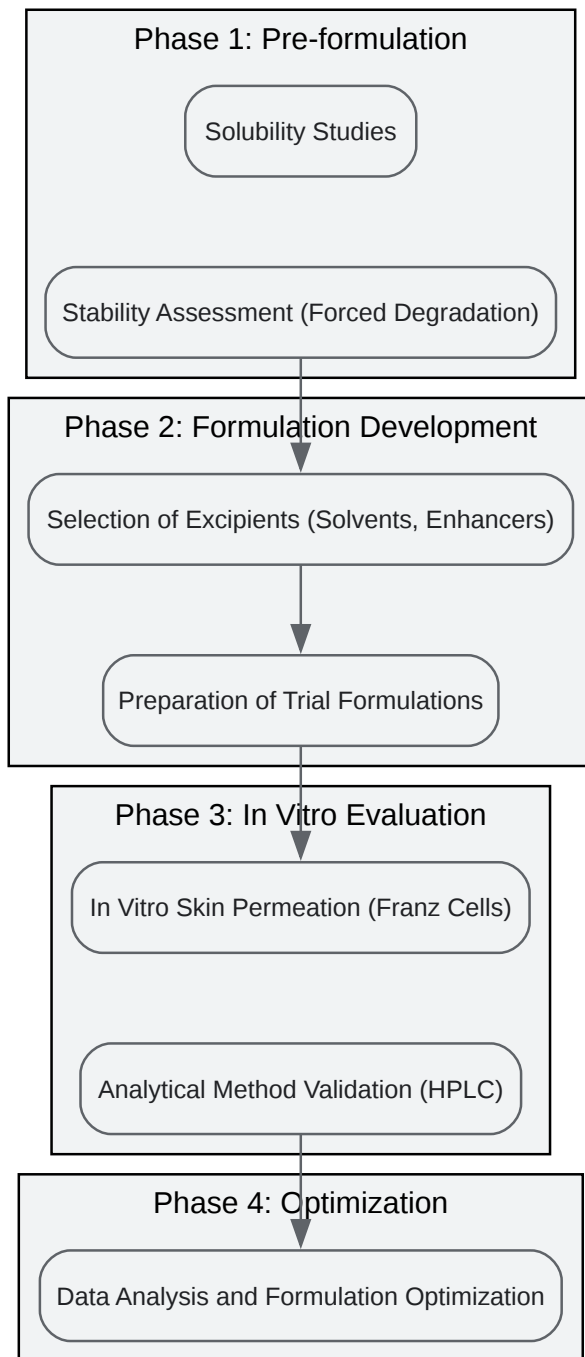 Phase 1: Pre-formulation
Solubility Studies
Stability Assessment (Forced Degradation)
Phase 2: Formulation Development
Selection of Excipients (Solvents, Enhancers)
Preparation of Trial Formulations
Phase 3: In Vitro Evaluation
In Vitro Skin Permeation (Franz Cells)
Analytical Method Validation (HPLC)
Phase 4: Optimization
Data Analysis and Formulation Optimization